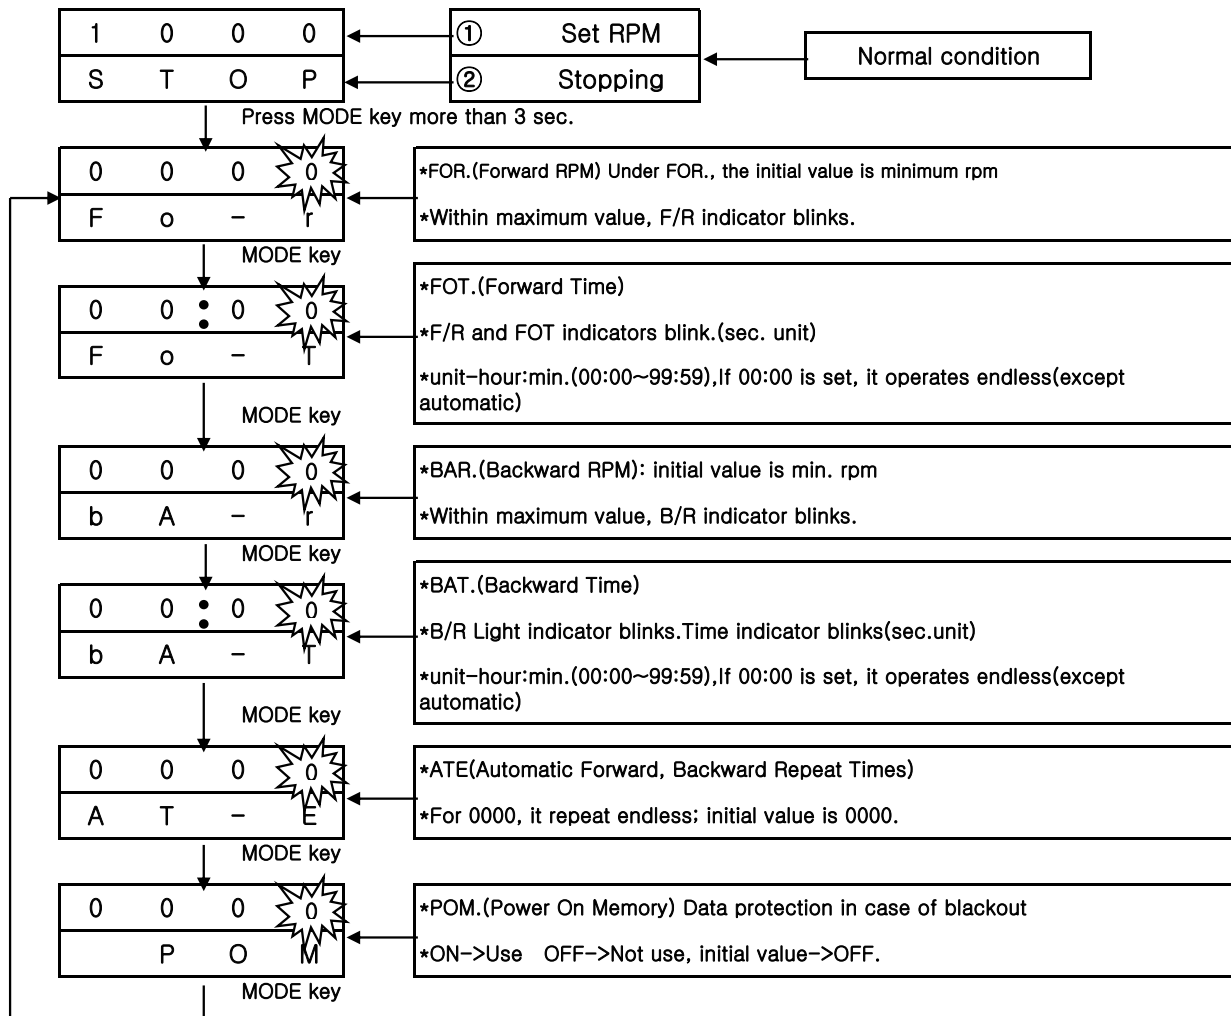 1 0 0 0
① Set RPM
Normal condition
S T O P
② Stopping
Press MODE key more than 3 sec.
0 0 0 0
*FOR.(Forward RPM) Under FOR., the initial value is minimum rpm
F o - r
*Within maximum value, F/R indicator blinks.
MODE key
0 0 : 0 0
*FOT.(Forward Time)
F o - T
*F/R and FOT indicators blink.(sec. unit)
*unit-hour:min.(00:00~99:59),If 00:00 is set, it operates endless(except
automatic)
MODE key
0 0 0 0
*BAR.(Backward RPM): initial value is min. rpm
b A - r
*Within maximum value, B/R indicator blinks.
MODE key
0 0 : 0 0
*BAT.(Backward Time)
b A - T
*B/R Light indicator blinks.Time indicator blinks(sec.unit)
*unit-hour:min.(00:00~99:59),If 00:00 is set, it operates endless(except
automatic)
MODE key
0 0 0 0
*ATE(Automatic Forward, Backward Repeat Times)
A T - E
*For 0000, it repeat endless; initial value is 0000.
MODE key
0 0 0 0
*POM.(Power On Memory) Data protection in case of blackout
P O M
*ON->Use OFF->Not use, initial value->OFF.
MODE key